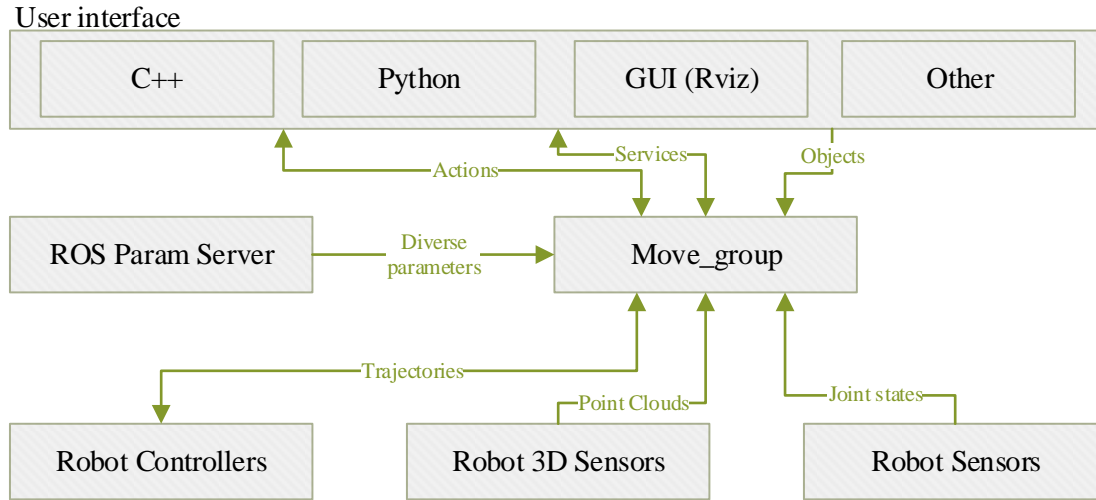 User interface
C++
Python
GUI (Rviz)
Other
Actions
Services
Objects
ROS Param Server
Diverse
parameters
Move_group
Trajectories
Point Clouds
Joint states
Robot Controllers
Robot 3D Sensors
Robot Sensors